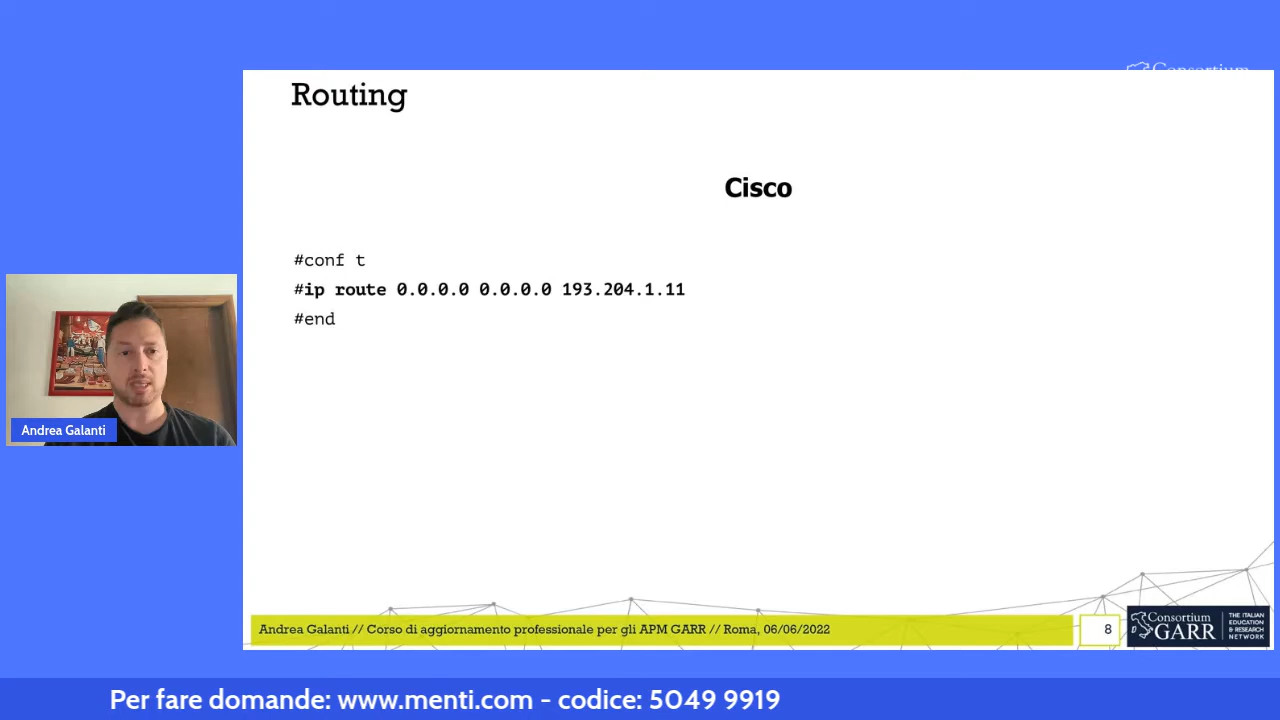 Consortium
Routing
Cisco
#conf t
#ip route 0.0.0.0 0.0.0.0 193.204.1.11
#end
Andrea Galanti
Andrea Galanti // Corso di aggiornamento professionale per gli APM GARR // Roma, 06/06/2022
8
Consortium
GARR
THE ITALIAN
EDUCATION
& RESEARCH
NETWORK
Per fare domande: www.menti.com - codice: 5049 9919